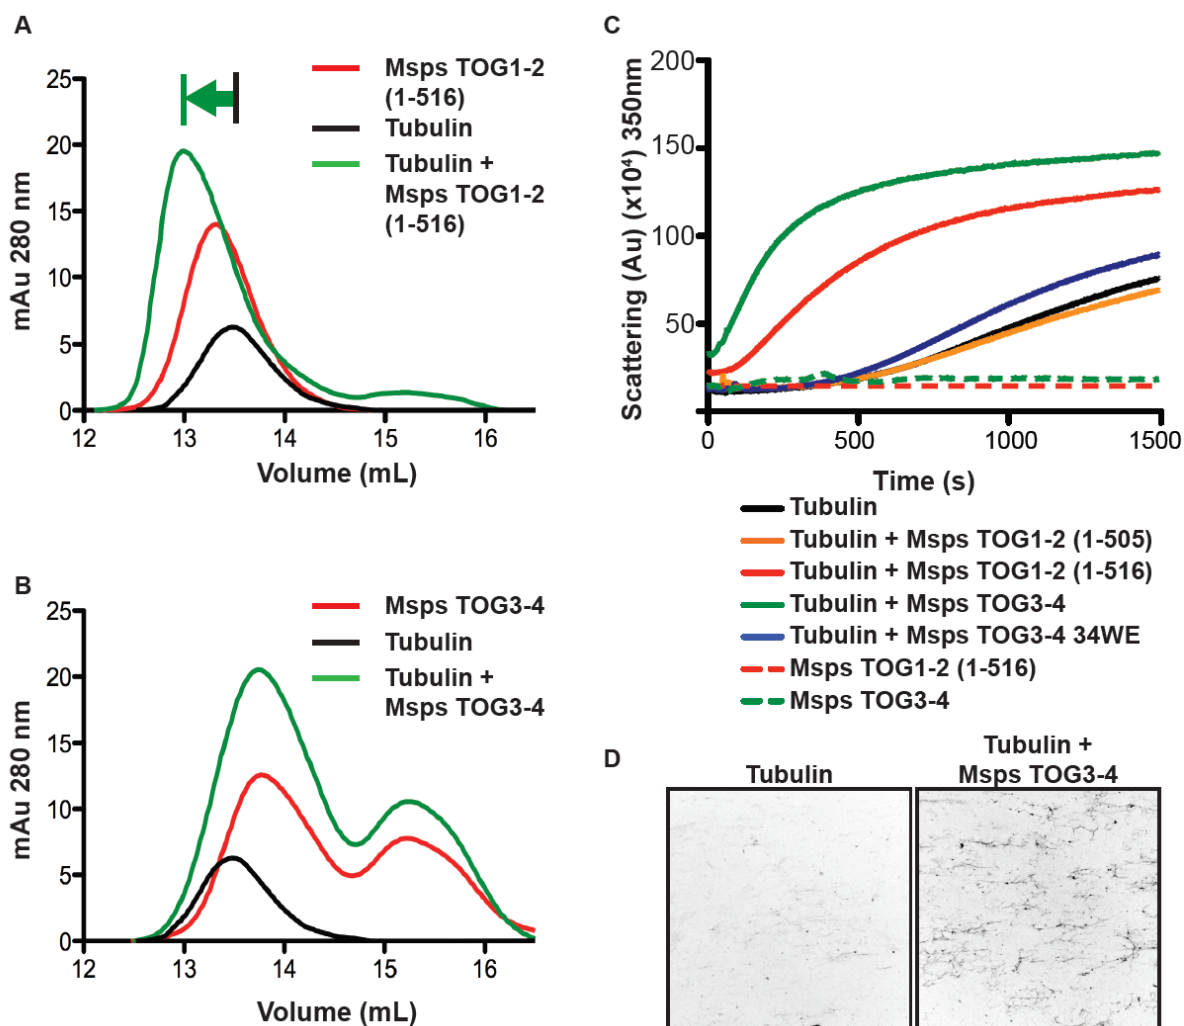 A
Msps TOG1-2
(1-516)
Tubulin
Tubulin +
Msps TOG1-2
(1-516)
25
20
15
10
5
0
mAu 280 nm
12
13
14
15
16
Volume (mL)
B
Msps TOG3-4
Tubulin
Tubulin +
Msps TOG3-4
25
20
15
10
5
0
mAu 280 nm
12
13
14
15
16
Volume (mL)
C
200
150
100
50
Scattering (Au) (x10⁴) 350nm
0
500
1000
1500
Time (s)
Tubulin
Tubulin + Msps TOG1-2 (1-505)
Tubulin + Msps TOG1-2 (1-516)
Tubulin + Msps TOG3-4
Tubulin + Msps TOG3-4 34WE
Msps TOG1-2 (1-516)
Msps TOG3-4
D
Tubulin
Tubulin +
Msps TOG3-4